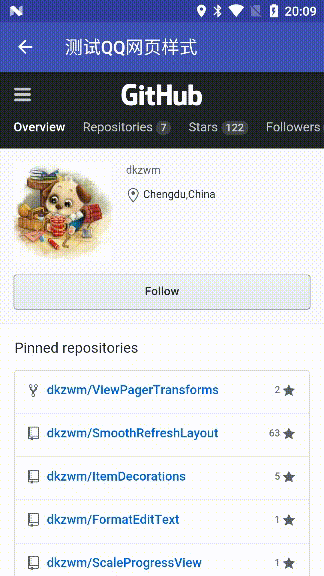 20:09
测试QQ网页样式
GitHub
Overview Repositories 7 Stars 122 Followers
dkzwm
Chengdu,China
Follow
Pinned repositories
dkzwm/ViewPagerTransforms 2
dkzwm/SmoothRefreshLayout 63
dkzwm/ItemDecorations 5
dkzwm/FormatEditText 1
dkzwm/ScaleProgressView 1